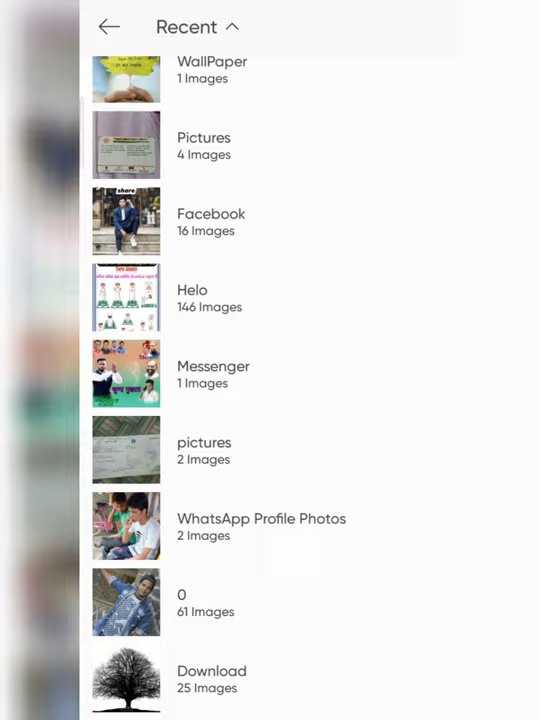 Recent
WallPaper
1 Images
Pictures
4 Images
share
Facebook
16 Images
Helo
146 Images
Messenger
1 Images
pictures
2 Images
WhatsApp Profile Photos
2 Images
0
61 Images
Download
25 Images